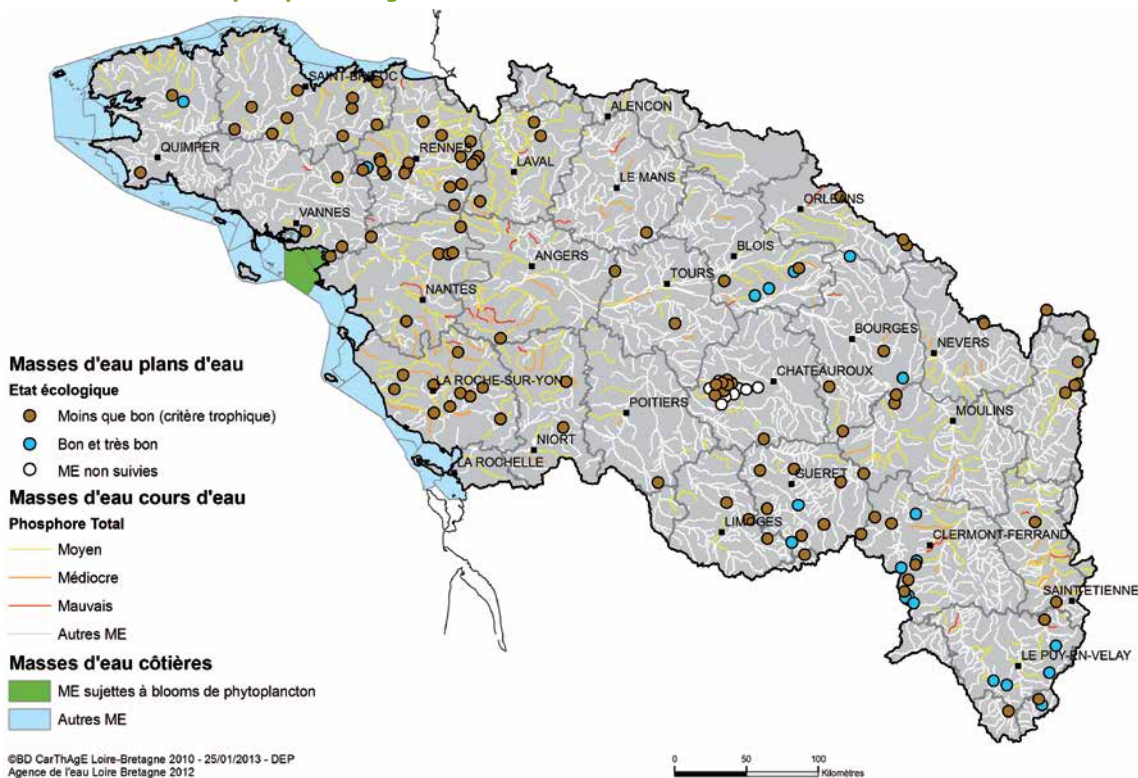 SAINT-BRIEUC
ALENCON
QUIMPER
RENNES
LAVAL
LE MANS
ORLEANS
VANNES
BLOIS
ANGERS
TOURS
NANTES
BOURGES
NEVERS
LA ROCHE-SUR-YON
CHATEAUROUX
POITIERS
MOULINS
NIORT
LA ROCHELLE
GUERET
LIMOGES
CLERMONT-FERRAND
SAINT-ETIENNE
LE PUY-EN-VELAY
Masses d'eau plans d'eau
Etat écologique
Moins que bon (critère trophique)
Bon et très bon
ME non suivies
Masses d'eau cours d'eau
Phosphore Total
Moyen
Médiocre
Mauvais
Autres ME
Masses d'eau côtières
ME sujettes à blooms de phytoplancton
Autres ME
©BD CarThAgE Loire-Bretagne 2010 - 25/01/2013 - DEP
Agence de l'eau Loire Bretagne 2012
0 50 100
Kilomètres